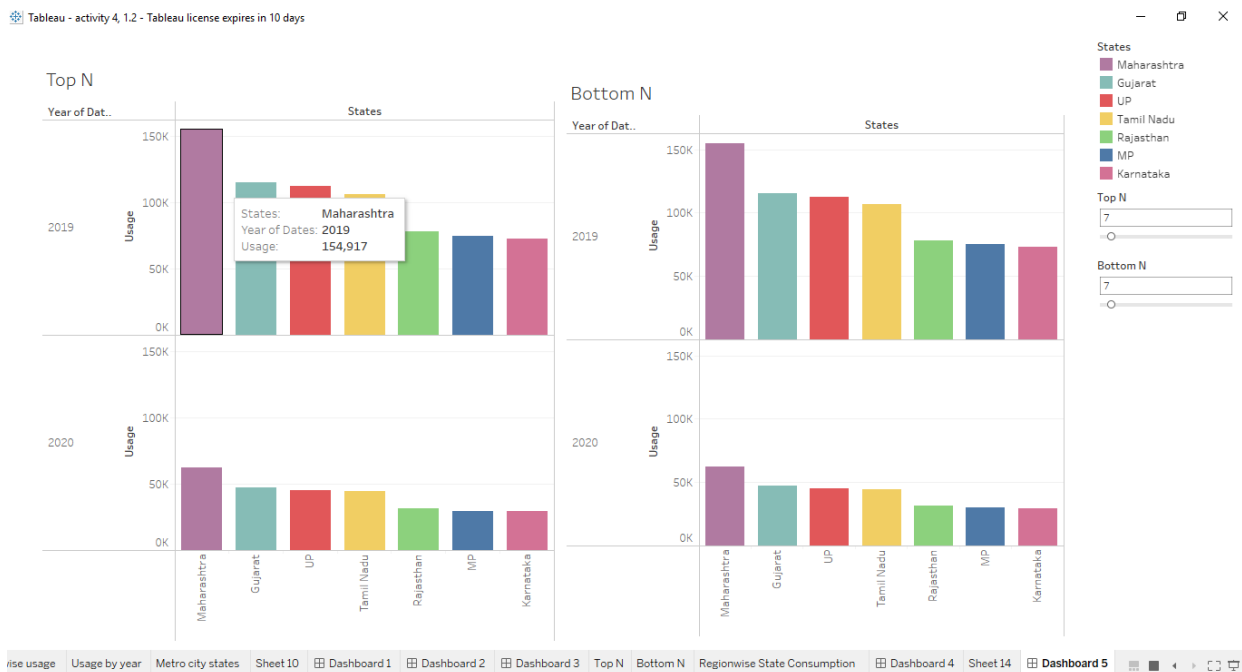 Tableau - activity 4, 1.2 - Tableau license expires in 10 days
Top N
Year of Dat..
States
150K
100K
50K
0K
Usage
2019
States: Maharashtra
Year of Dates: 2019
Usage: 154,917
150K
100K
50K
0K
Usage
2020
Maharashtra
Gujarat
UP
Tamil Nadu
Rajasthan
MP
Karnataka
Bottom N
Year of Dat..
States
150K
100K
50K
0K
Usage
2019
150K
100K
50K
0K
Usage
2020
Maharashtra
Gujarat
UP
Tamil Nadu
Rajasthan
MP
Karnataka
States
Maharashtra
Gujarat
UP
Tamil Nadu
Rajasthan
MP
Karnataka
Top N
7
Bottom N
7
wise usage Usage by year Metro city states Sheet 10 Dashboard 1 Dashboard 2 Dashboard 3 Top N Bottom N Regionwise State Consumption Dashboard 4 Sheet 14 Dashboard 5